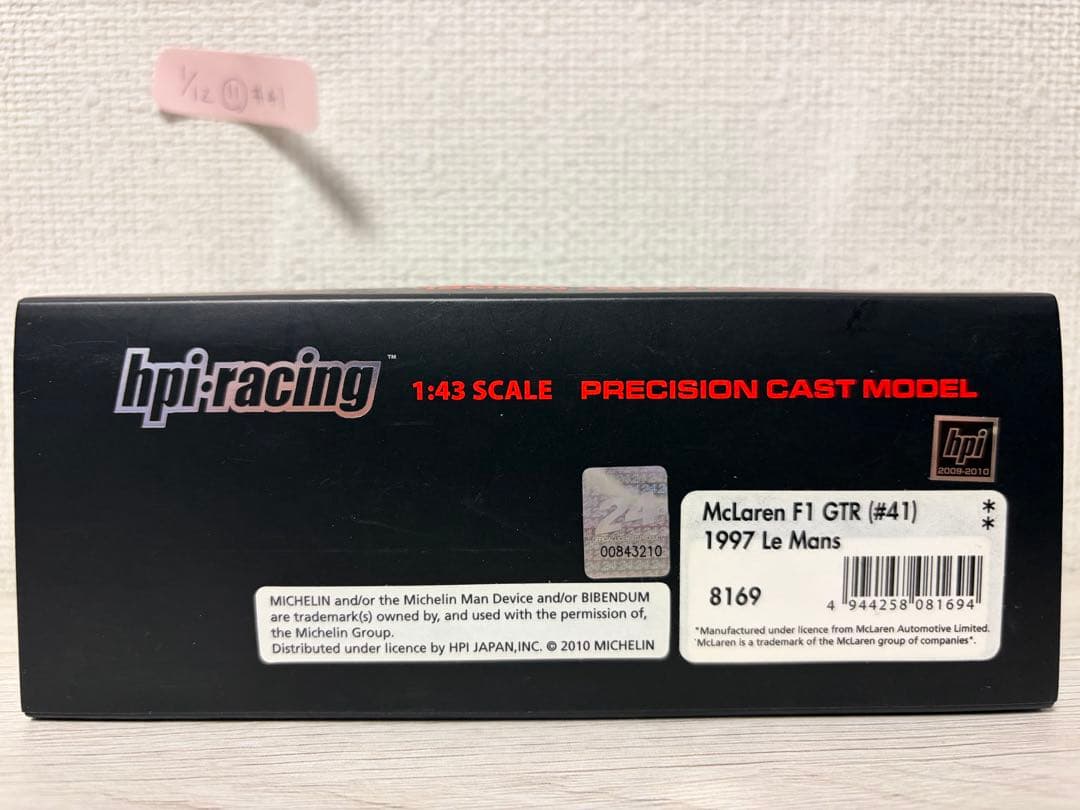 1/12 ⑪ #41
hpi·racing™
1:43 SCALE PRECISION CAST MODEL
hpi
2009-2010
24
00843210
McLaren F1 GTR (#41) *
1997 Le Mans *
8169
4 944258 081694
*Manufactured under licence from McLaren Automotive Limited.
'McLaren is a trademark of the McLaren group of companies".
MICHELIN and/or the Michelin Man Device and/or BIBENDUM
are trademark(s) owned by, and used with the permission of,
the Michelin Group.
Distributed under licence by HPI JAPAN,INC. © 2010 MICHELIN